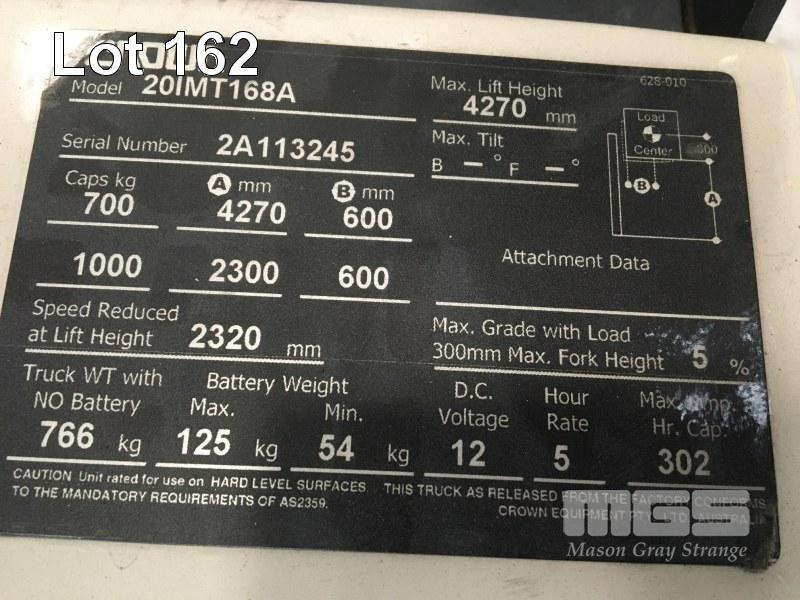 Lot 162
CROWN
Model 20IMT168A
Max. Lift Height
4270 mm
628-010
Serial Number 2A113245
Max. Tilt
B – ° F – °
Load
Center
300
B
A
Caps kg A mm B mm
700 4270 600
1000 2300 600
Attachment Data
Speed Reduced
at Lift Height 2320 mm
Max. Grade with Load
300mm Max. Fork Height 5 %
Truck WT with
NO Battery
766 kg
Battery Weight
Max. Min.
125 kg 54 kg
D.C.
Voltage
12
Hour
Rate
5
Max. Amp.
Hr. Cap.
302
CAUTION Unit rated for use on HARD LEVEL SURFACES. THIS TRUCK AS RELEASED FROM THE FACTORY CONFORMS
TO THE MANDATORY REQUIREMENTS OF AS2359. CROWN EQUIPMENT PTY. LTD. AUSTRALIA
MGS
Mason Gray Strange